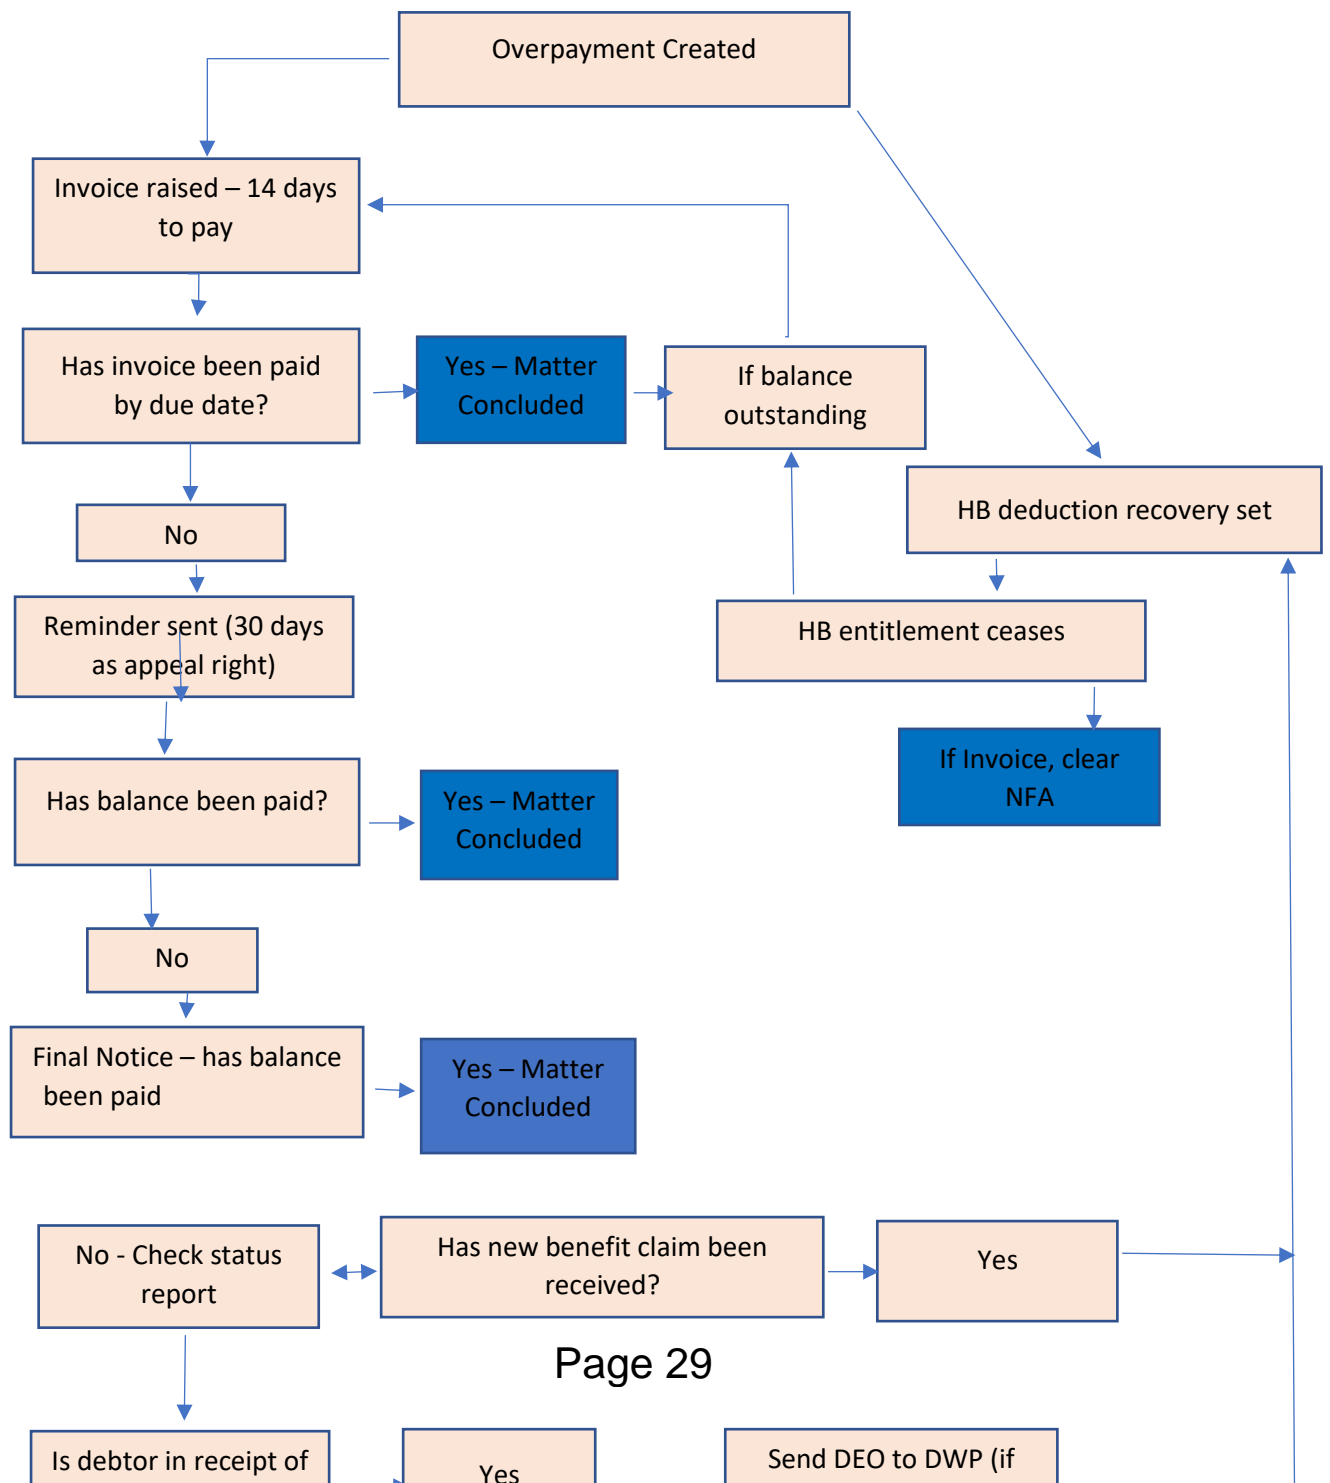 Overpayment Created
Invoice raised – 14 days
to pay
Has invoice been paid
by due date?
Yes – Matter
Concluded
If balance
outstanding
HB deduction recovery set
No
HB entitlement ceases
Reminder sent (30 days
as appeal right)
If Invoice, clear
NFA
Has balance been paid?
Yes – Matter
Concluded
No
Final Notice – has balance
been paid
Yes – Matter
Concluded
No - Check status
report
Has new benefit claim been
received?
Yes
Page 29
Is debtor in receipt of
Yes
Send DEO to DWP (if